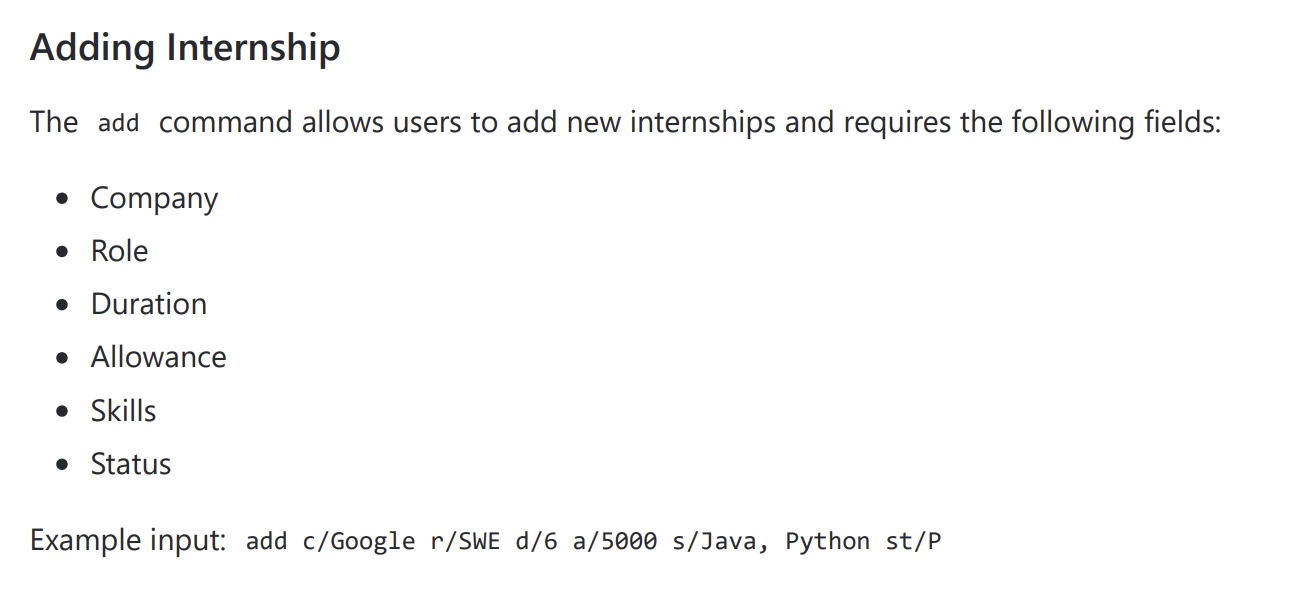 Adding Internship
The add command allows users to add new internships and requires the following fields:
• Company
• Role
• Duration
• Allowance
• Skills
• Status
Example input: add c/Google r/SWE d/6 a/5000 s/Java, Python st/P